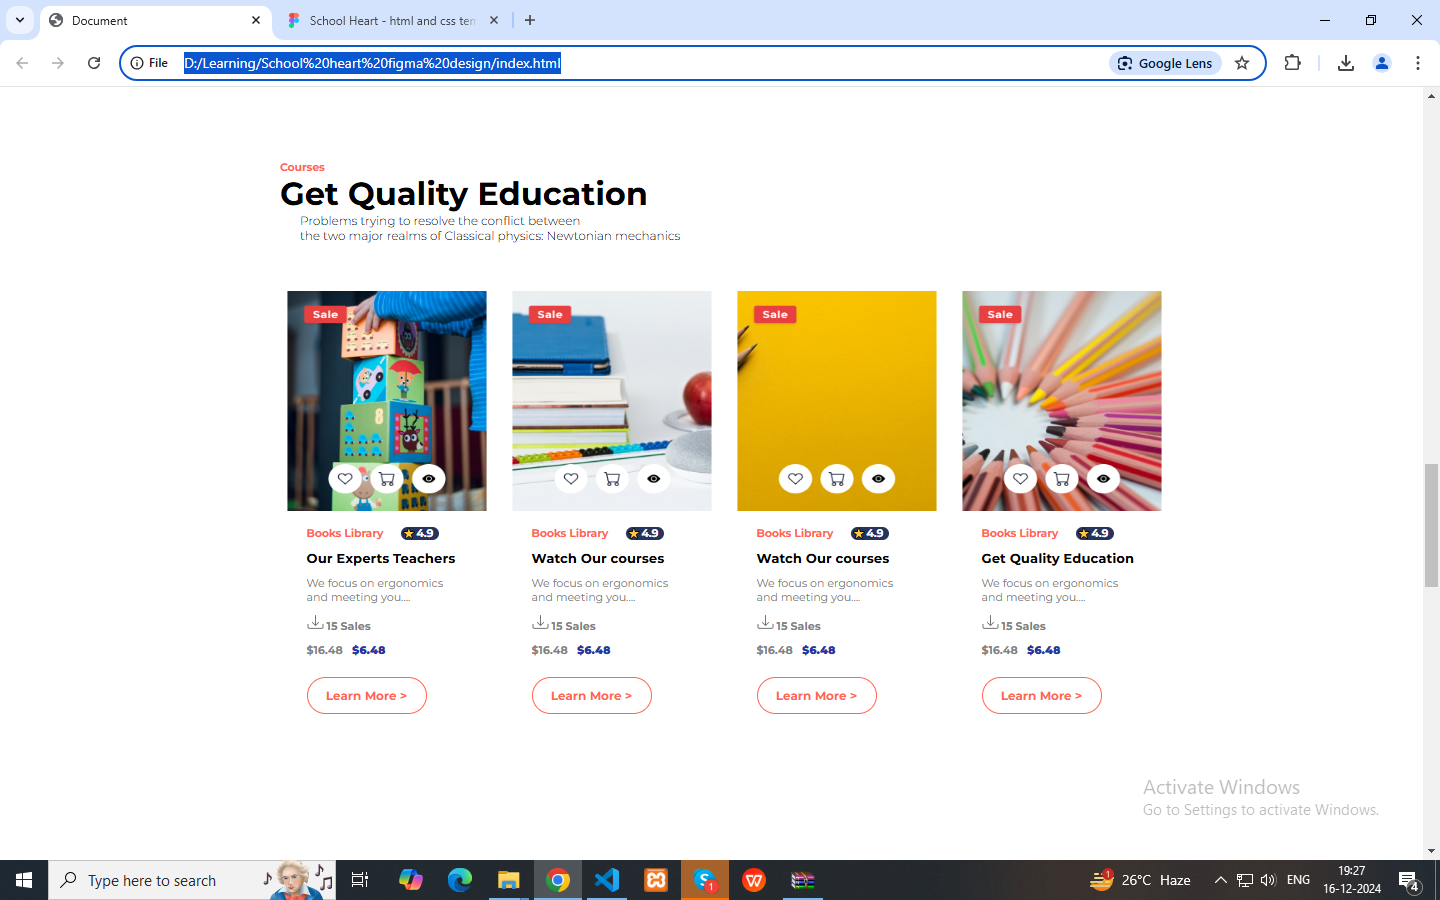 Document
School Heart - html and css tem
File
D:/Learning/School%20heart%20figma%20design/index.html
Google Lens
Courses
Get Quality Education
Problems trying to resolve the conflict between
the two major realms of Classical physics: Newtonian mechanics
Sale
Sale
Sale
Sale
Books Library ★ 4.9
Our Experts Teachers
We focus on ergonomics
and meeting you....
15 Sales
$16.48 $6.48
Learn More >
Books Library ★ 4.9
Watch Our courses
We focus on ergonomics
and meeting you....
15 Sales
$16.48 $6.48
Learn More >
Books Library ★ 4.9
Watch Our courses
We focus on ergonomics
and meeting you....
15 Sales
$16.48 $6.48
Learn More >
Books Library ★ 4.9
Get Quality Education
We focus on ergonomics
and meeting you....
15 Sales
$16.48 $6.48
Learn More >
Activate Windows
Go to Settings to activate Windows.
Type here to search
1
1
26°C Haze
ENG
19:27
16-12-2024
4